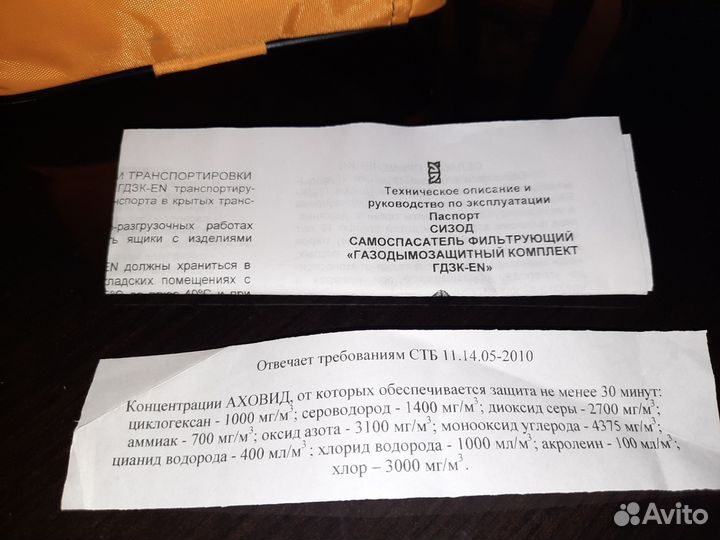 И ТРАНСПОРТИРОВКИ
ГДЗК-EN транспортиру-
нспорта в крытых транс-
-разгрузочных работах
ть ящики с изделиями
EN должны храниться в
кладских помещениях с
Техническое описание и
руководство по эксплуатации
Паспорт
СИЗОД
САМОСПАСАТЕЛЬ ФИЛЬТРУЮЩИЙ
«ГАЗОДЫМОЗАЩИТНЫЙ КОМПЛЕКТ
ГДЗК-EN»
Отвечает требованиям СТБ 11.14.05-2010
Концентрации АХОВИД, от которых обеспечивается защита не менее 30 минут:
циклогексан - 1000 мг/м³; сероводород - 1400 мг/м³; диоксид серы - 2700 мг/м³;
аммиак - 700 мг/м³; оксид азота - 3100 мг/м³; монооксид углерода - 4375 мг/м³;
цианид водорода - 400 мл/м³; хлорид водорода - 1000 мл/м³; акролеин - 100 мл/м³;
хлор – 3000 мг/м³.
Avito